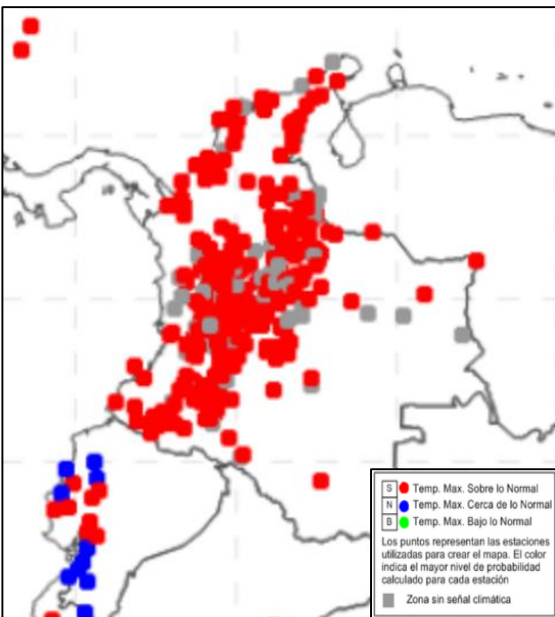 S Temp. Max. Sobre lo Normal
N Temp. Max. Cerca de lo Normal
B Temp. Max. Bajo lo Normal
Los puntos representan las estaciones
utilizadas para crear el mapa. El color
indica el mayor nivel de probabilidad
calculado para cada estación
Zona sin señal climática